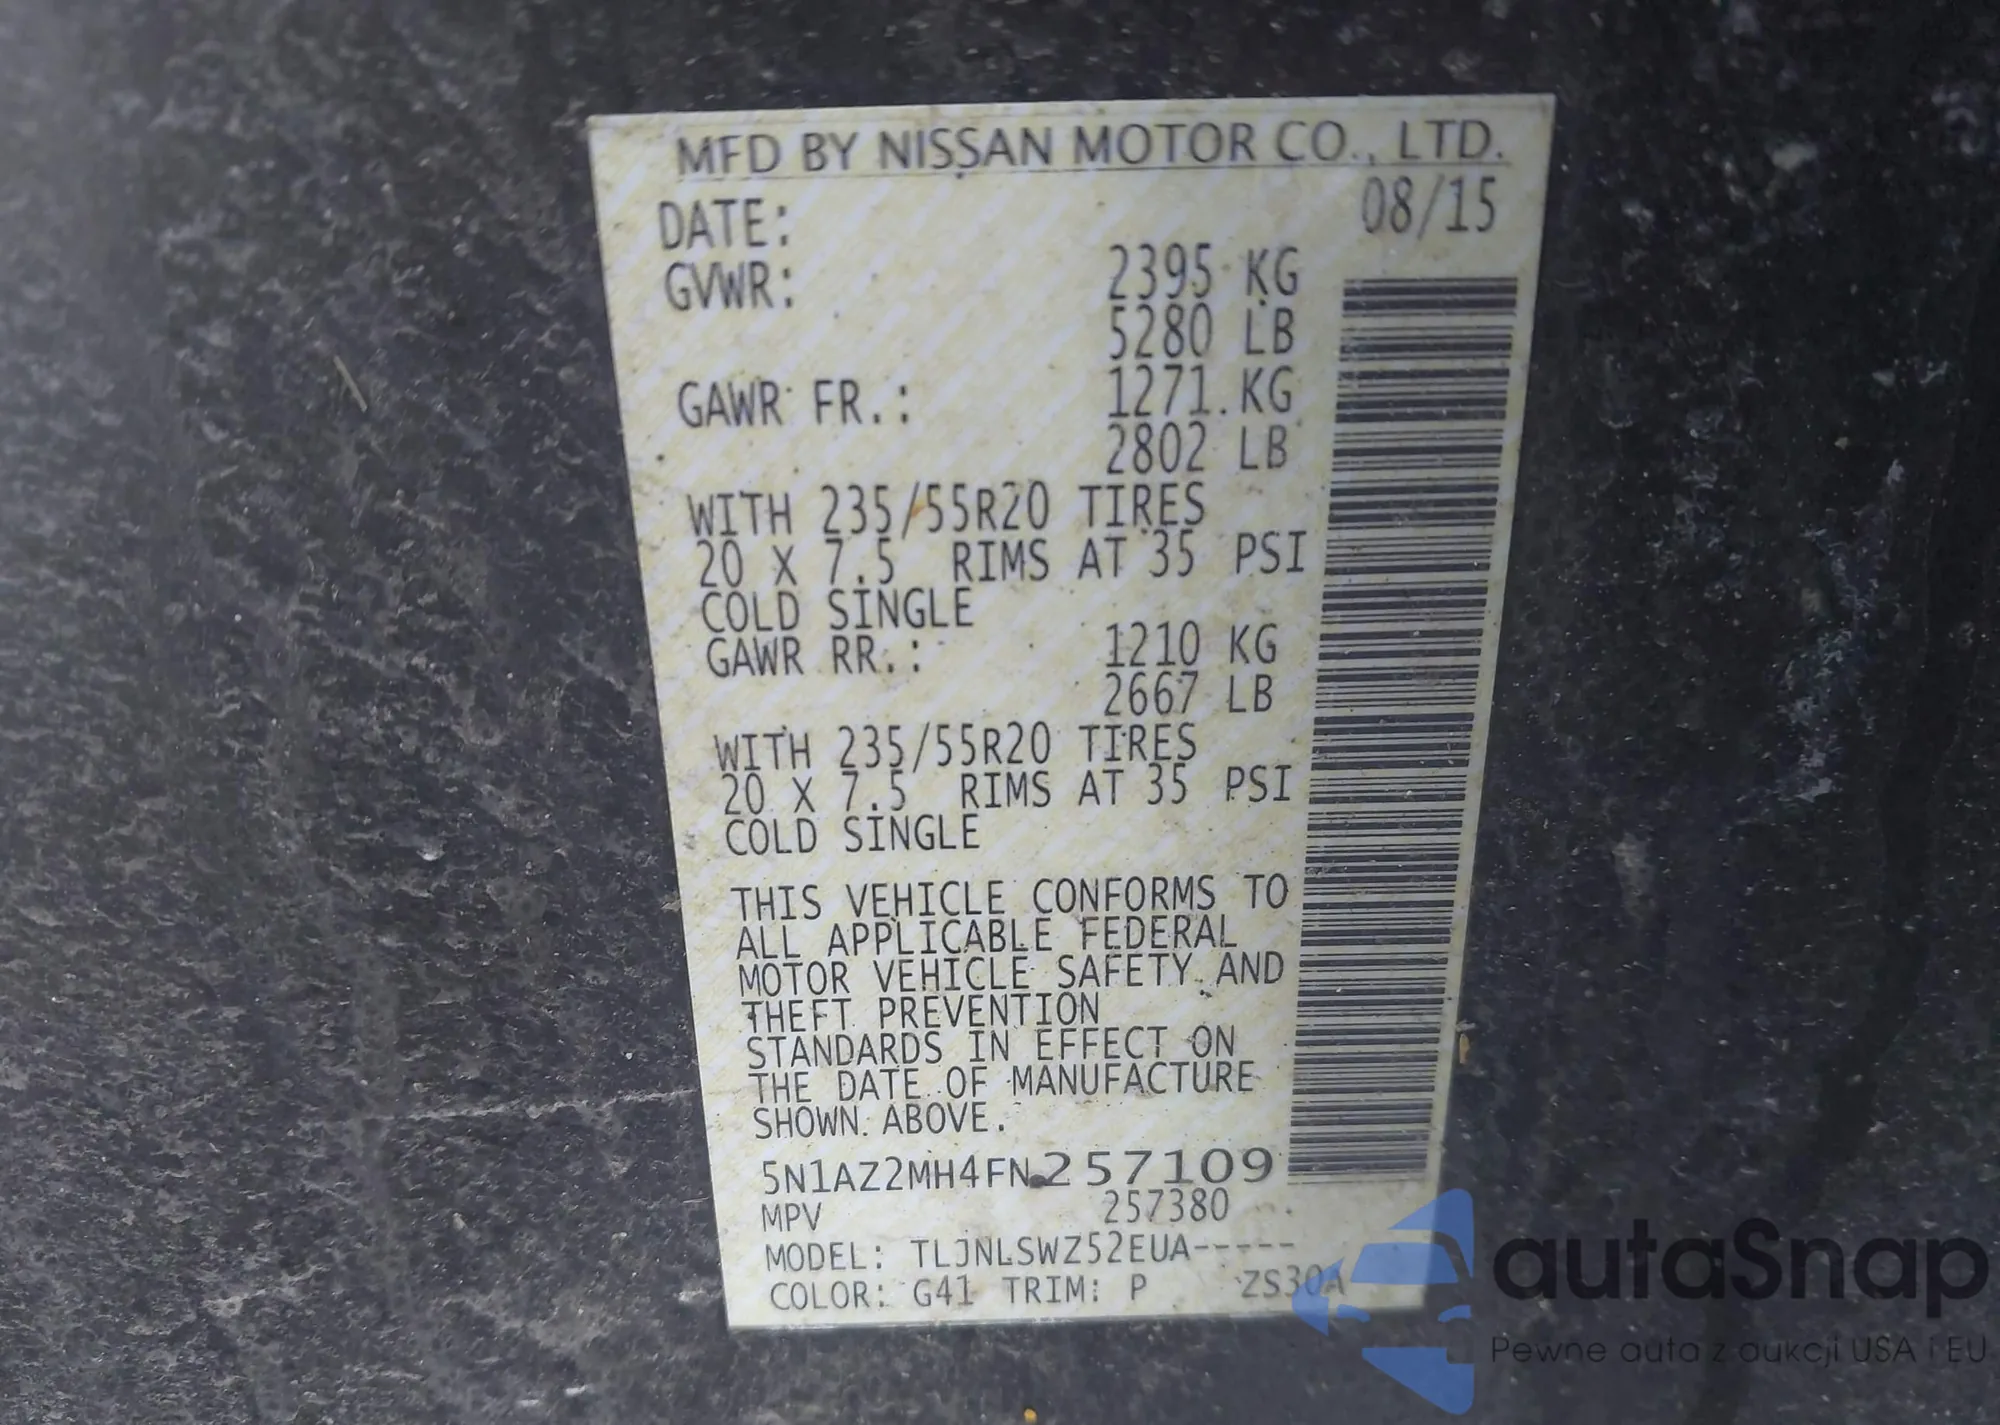 MFD BY NISSAN MOTOR CO., LTD.
DATE: 08/15
GVWR: 2395 KG
5280 LB
GAWR FR.: 1271 KG
2802 LB
WITH 235/55R20 TIRES
20 X 7.5 RIMS AT 35 PSI
COLD SINGLE
GAWR RR.: 1210 KG
2667 LB
WITH 235/55R20 TIRES
20 X 7.5 RIMS AT 35 PSI
COLD SINGLE
THIS VEHICLE CONFORMS TO
ALL APPLICABLE FEDERAL
MOTOR VEHICLE SAFETY AND
THEFT PREVENTION
STANDARDS IN EFFECT ON
THE DATE OF MANUFACTURE
SHOWN ABOVE.
5N1AZ2MH4FN257109
MPV 257380
MODEL: TLJNLSWZ52EUA-----
COLOR: G41 TRIM: P ZS30A
autaSnap
Pewne auta z aukcji USA i EU